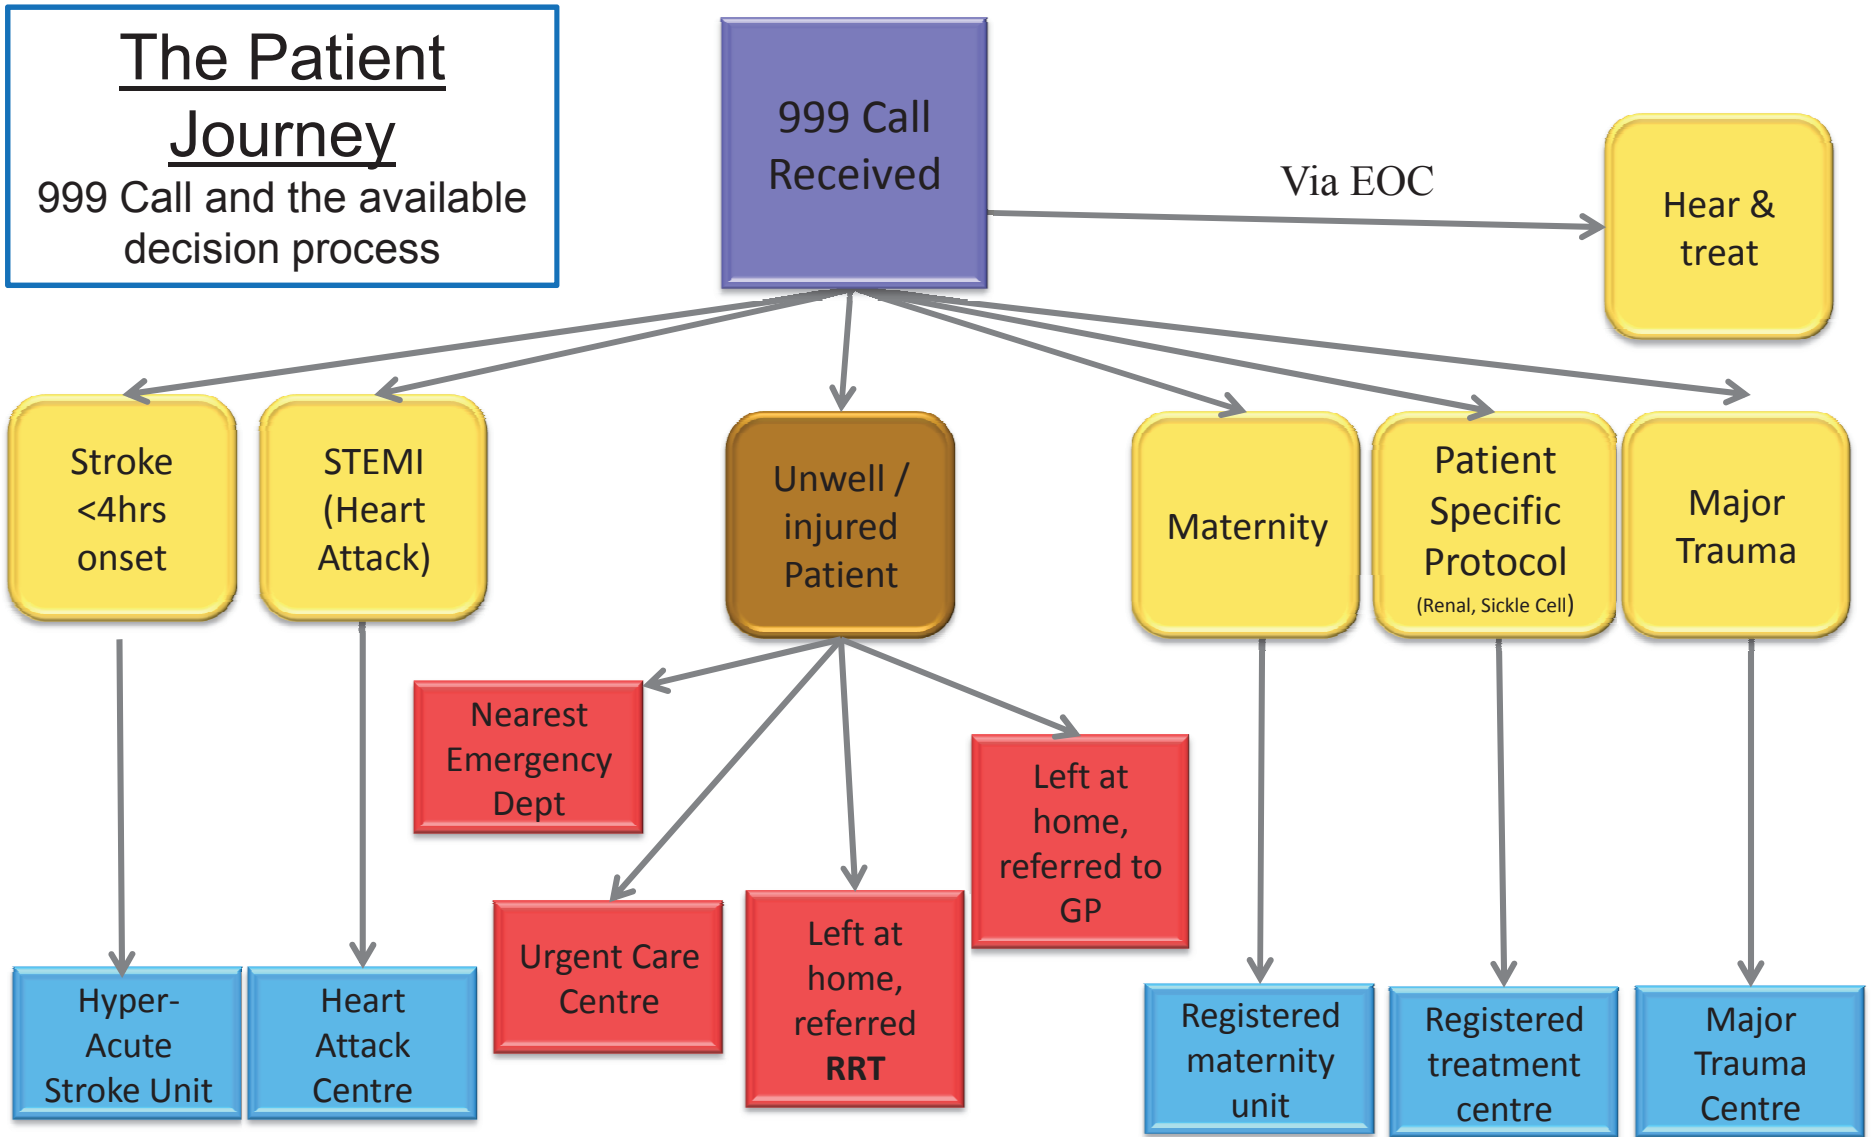 The Patient
Journey
999 Call and the available
decision process
999 Call
Received
Via EOC
Hear &
treat
Stroke
<4hrs
onset
STEMI
(Heart
Attack)
Unwell /
injured
Patient
Maternity
Patient
Specific
Protocol
(Renal, Sickle Cell)
Major
Trauma
Nearest
Emergency
Dept
Urgent Care
Centre
Left at
home,
referred
RRT
Left at
home,
referred to
GP
Hyper-
Acute
Stroke Unit
Heart
Attack
Centre
Registered
maternity
unit
Registered
treatment
centre
Major
Trauma
Centre